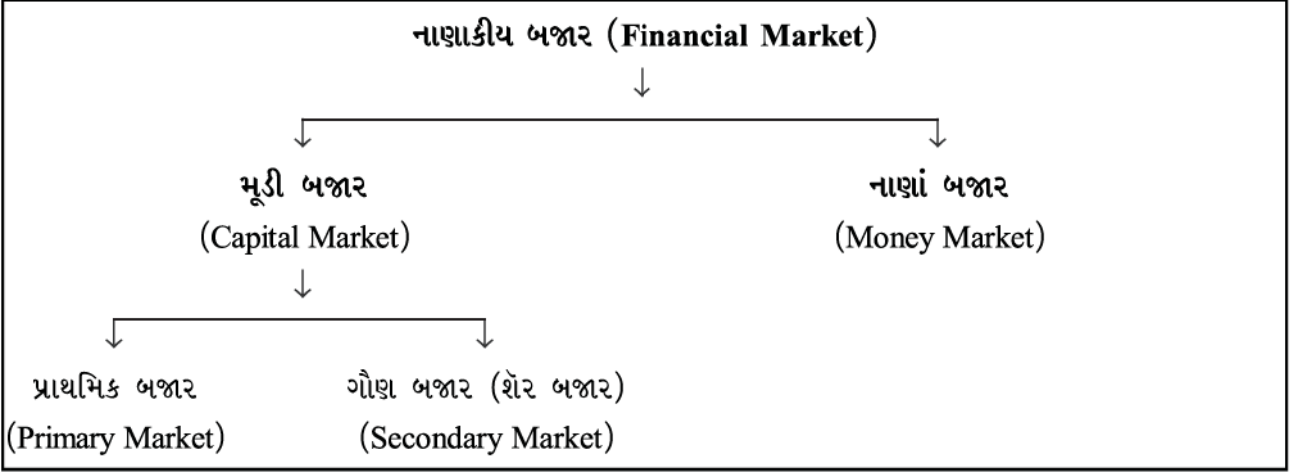 નાણાકીય બજાર (Financial Market)
મૂડી બજાર
(Capital Market)
નાણાં બજાર
(Money Market)
પ્રાથમિક બજાર
(Primary Market)
ગૌણ બજાર (શૅર બજાર)
(Secondary Market)